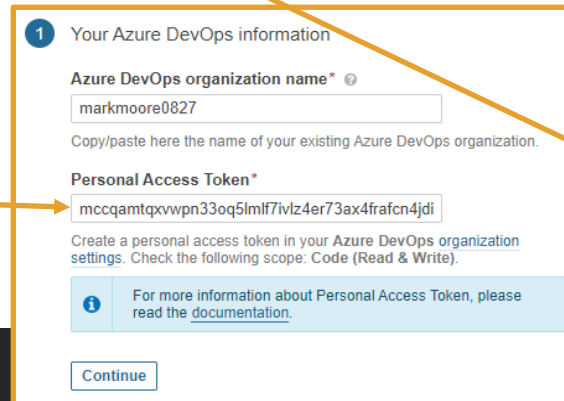 1 Your Azure DevOps information
Azure DevOps organization name*
markmoore0827
Copy/paste here the name of your existing Azure DevOps organization.
Personal Access Token*
mccqamtqxvwpn33oq5lmlf7ivlz4er73ax4frafcn4jdi
Create a personal access token in your Azure DevOps organization
settings. Check the following scope: Code (Read & Write).
For more information about Personal Access Token, please
read the documentation.
Continue